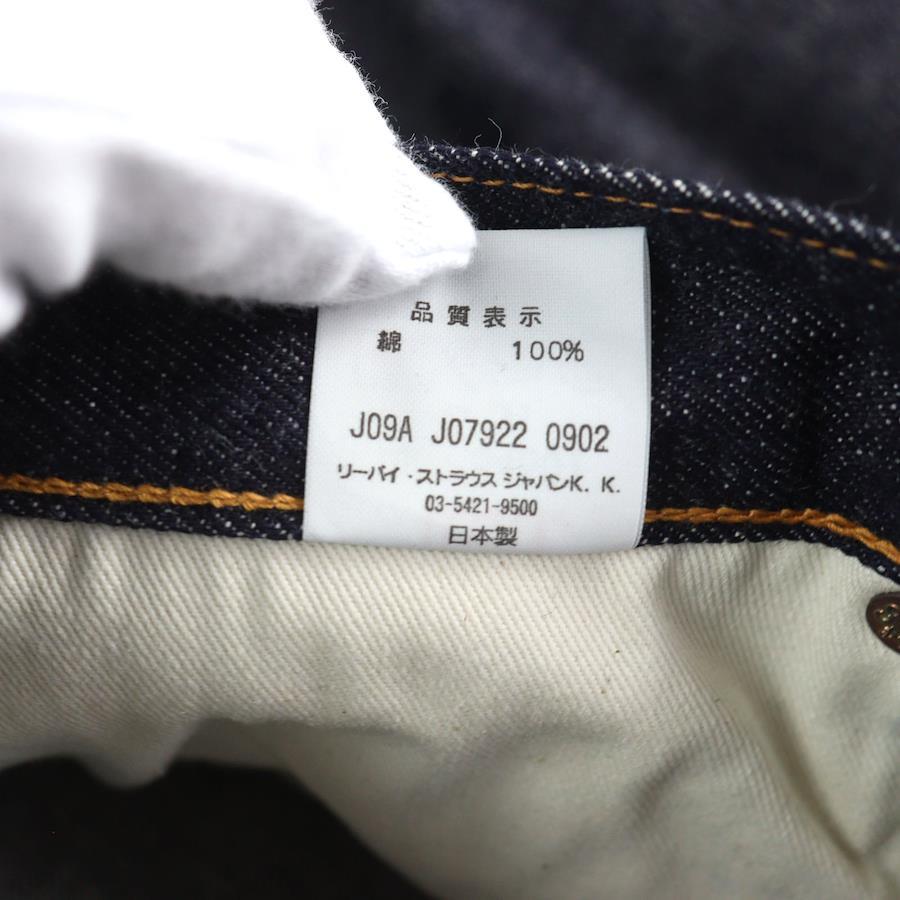 品質表示
綿 100%
J09A J07922 0902
リーバイ・ストラウス ジャパンK. K.
03-5421-9500
日本製